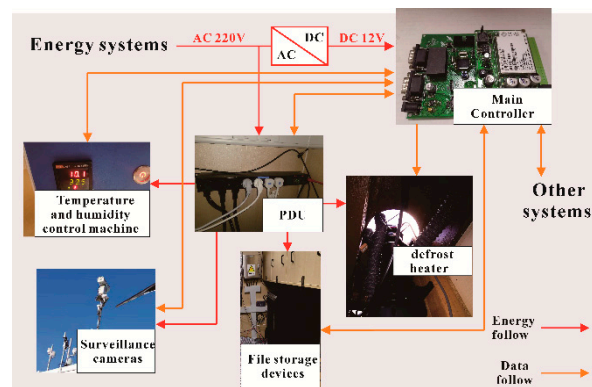 Energy systems
AC 220V
DC
AC
DC 12V
Main
Controller
Temperature
and humidity
control machine
PDU
defrost
heater
Other
systems
Surveillance
cameras
File storage
devices
Energy
follow
Data
follow